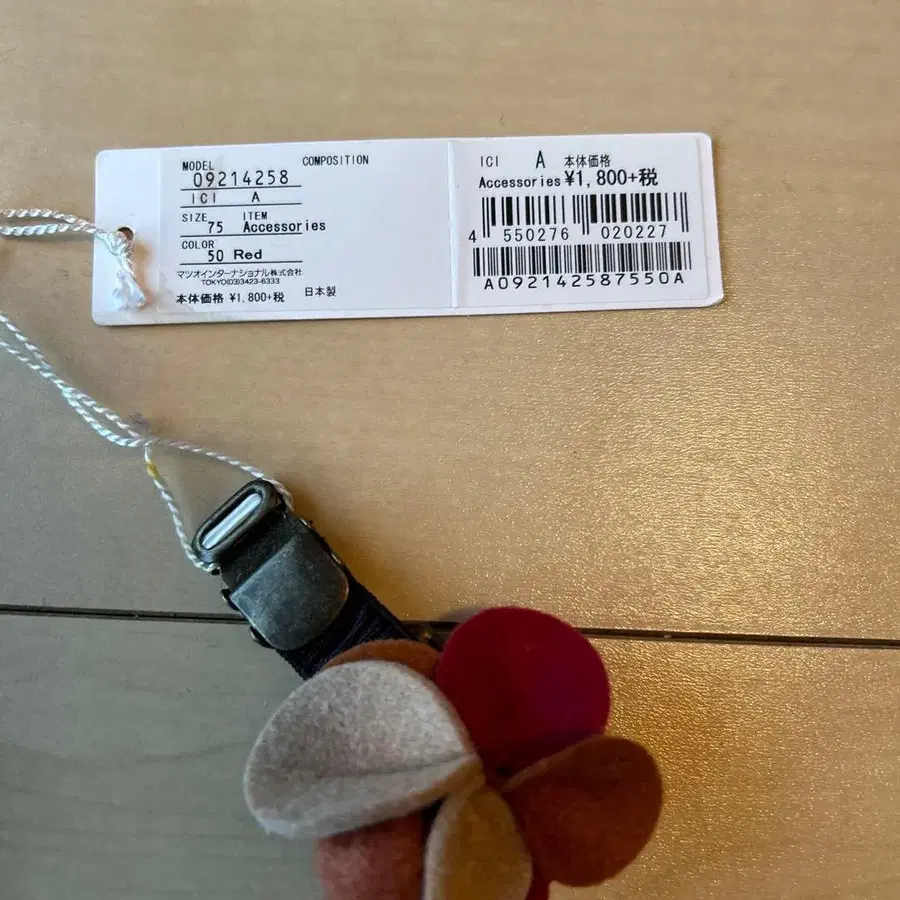 MODEL COMPOSITION
09214258
ICI A
SIZE 75 ITEM Accessories
COLOR
50 Red
マツオインターナショナル株式会社
TOKYO(03)3423-6333
本体価格 ¥1,800+税 日本製
ICI A 本体価格
Accessories ¥1,800+税
4 550276 020227
A0921425875​50A